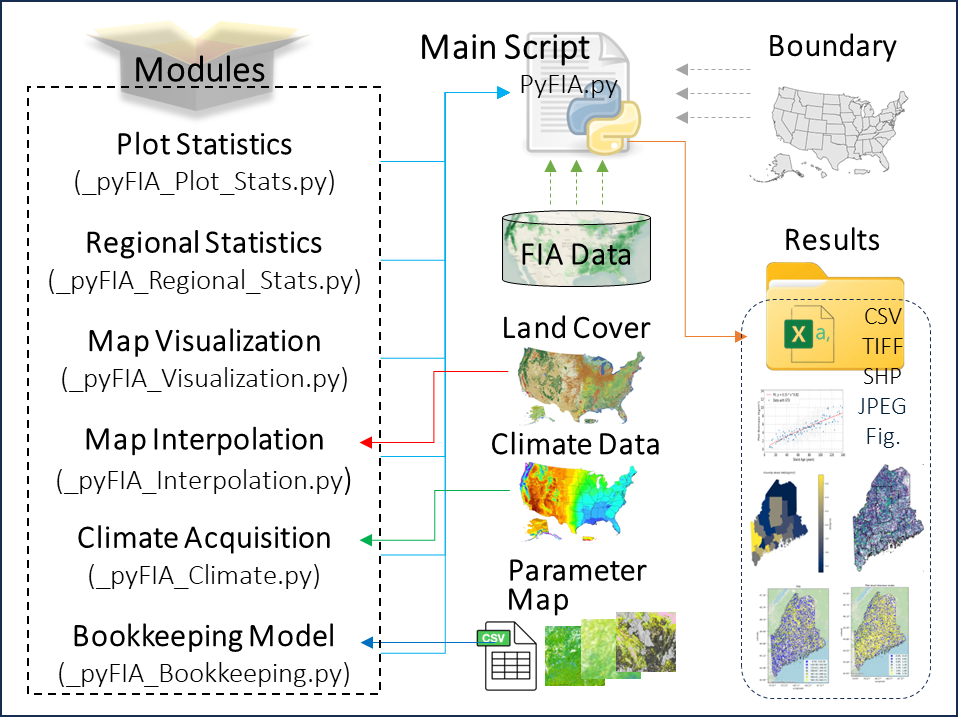 Modules
Plot Statistics
(_pyFIA_Plot_Stats.py)
Regional Statistics
(_pyFIA_Regional_Stats.py)
Map Visualization
(_pyFIA_Visualization.py)
Map Interpolation
(_pyFIA_Interpolation.py)
Climate Acquisition
(_pyFIA_Climate.py)
Bookkeeping Model
(_pyFIA_Bookkeeping.py)
Main Script
PyFIA.py
FIA Data
Land Cover
Climate Data
Parameter
Map
CSV
Boundary
Results
X
a,
CSV
TIFF
SHP
JPEG
Fig.